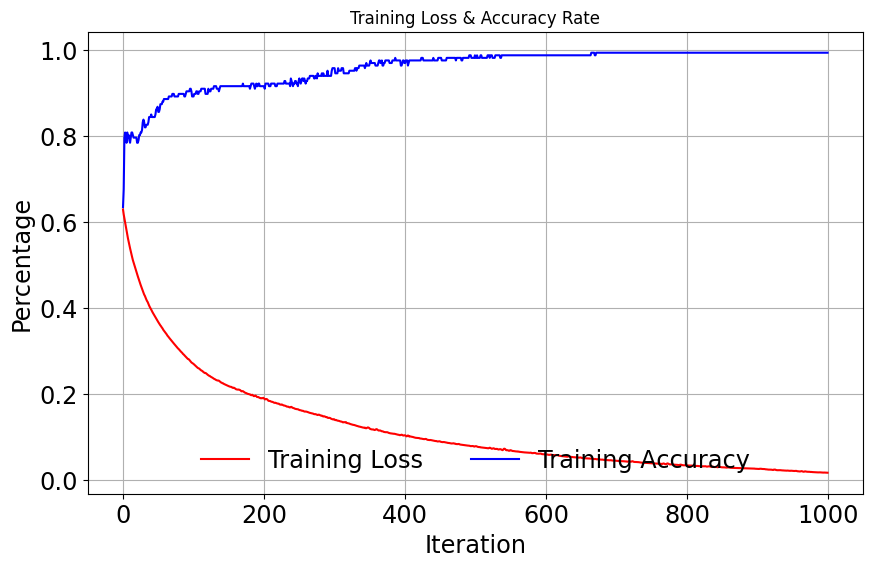 Training Loss & Accuracy Rate
Percentage
1.0
0.8
0.6
0.4
0.2
0.0
Training Loss Training Accuracy
0 200 400 600 800 1000
Iteration